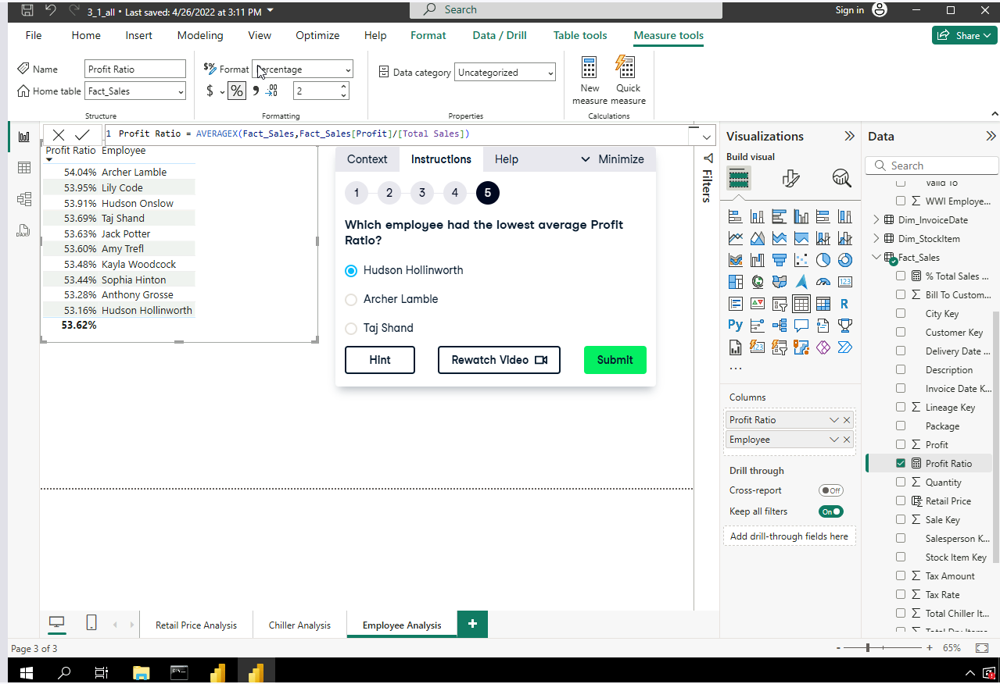 3_1_all • Last saved: 4/26/2022 at 3:11 PM
Search
Sign in
File Home Insert Modeling View Optimize Help Format Data / Drill Table tools Measure tools
Share
Name Profit Ratio
Format Percentage
Data category Uncategorized
New measure
Quick measure
Home table Fact_Sales
$ % 2
Structure Formatting Properties Calculations
1 Profit Ratio = AVERAGEX(Fact_Sales,Fact_Sales[Profit]/[Total Sales])
Profit Ratio Employee
54.04% Archer Lamble
53.95% Lily Code
53.91% Hudson Onslow
53.69% Taj Shand
53.63% Jack Potter
53.60% Amy Trefl
53.48% Kayla Woodcock
53.44% Sophia Hinton
53.28% Anthony Grosse
53.16% Hudson Hollinworth
53.62%
Context Instructions Help Minimize
1 2 3 4 5
Which employee had the lowest average Profit
Ratio?
Hudson Hollinworth
Archer Lamble
Taj Shand
Hint Rewatch Video Submit
Filters
Visualizations
Build visual
123
R
Py
123
...
Columns
Profit Ratio
Employee
Drill through
Cross-report Off
Keep all filters On
Add drill-through fields here
Data
Search
Valid To
WWI Employe...
Dim_InvoiceDate
Dim_StockItem
Fact_Sales
% Total Sales ...
Bill To Custom...
City Key
Customer Key
Delivery Date ...
Description
Invoice Date K...
Lineage Key
Package
Profit
Profit Ratio
Quantity
Retail Price
Sale Key
Salesperson K...
Stock Item Key
Tax Amount
Tax Rate
Total Chiller It...
Total Dry Items
Retail Price Analysis Chiller Analysis Employee Analysis +
Page 3 of 3
- + 65%